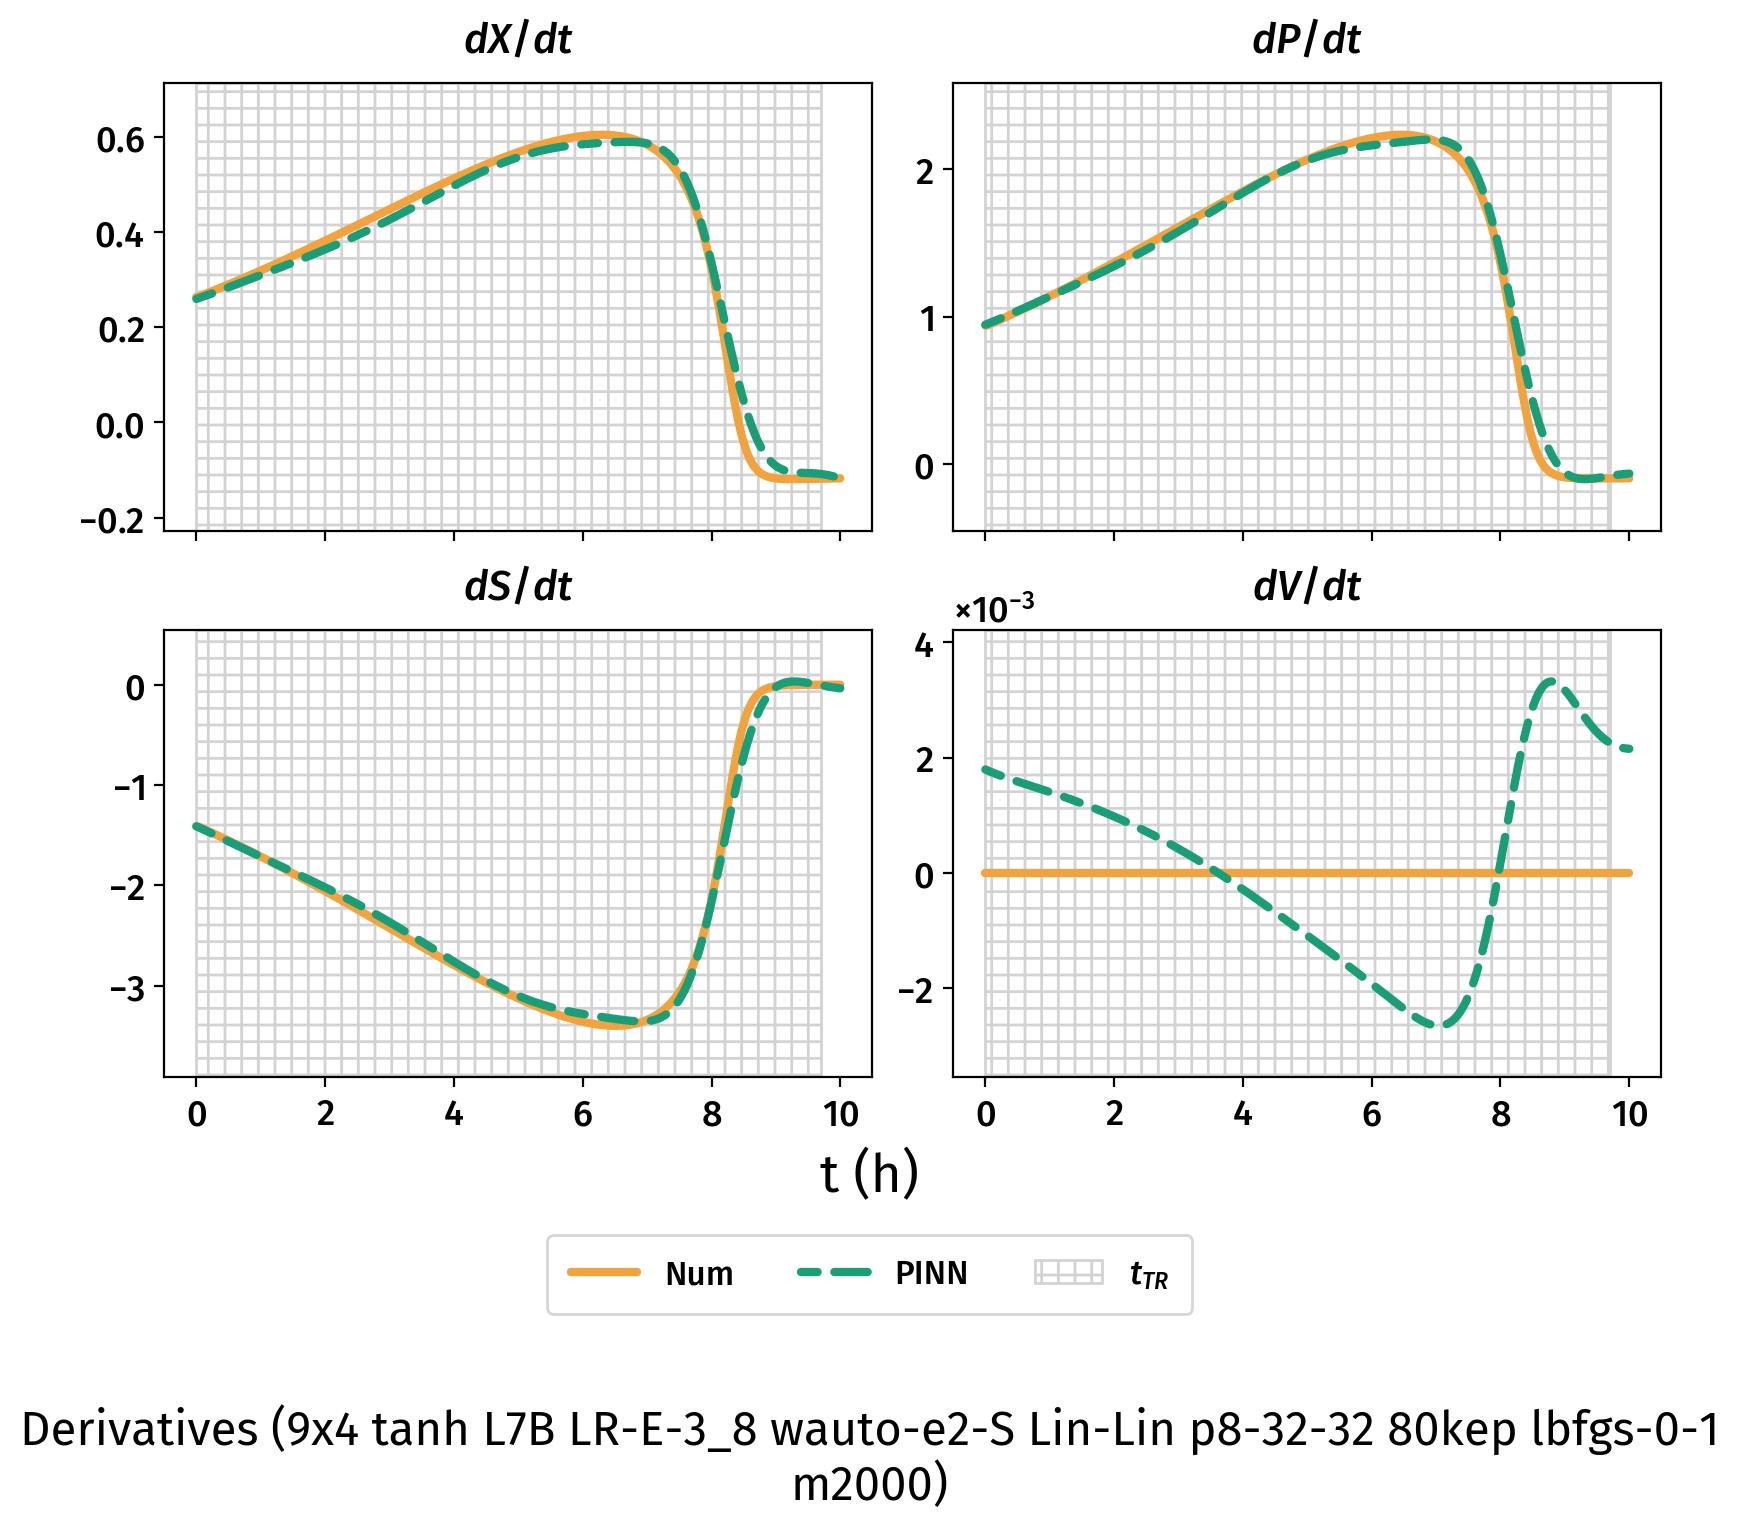 dX/dt
dP/dt
0.6
0.4
0.2
0.0
−0.2
2
1
0
dS/dt
dV/dt
×10⁻³
0
−1
−2
−3
4
2
0
−2
0 2 4 6 8 10
0 2 4 6 8 10
t (h)
Num PINN t_TR
Derivatives (9x4 tanh L7B LR-E-3_8 wauto-e2-S Lin-Lin p8-32-32 80kep lbfgs-0-1
m2000)